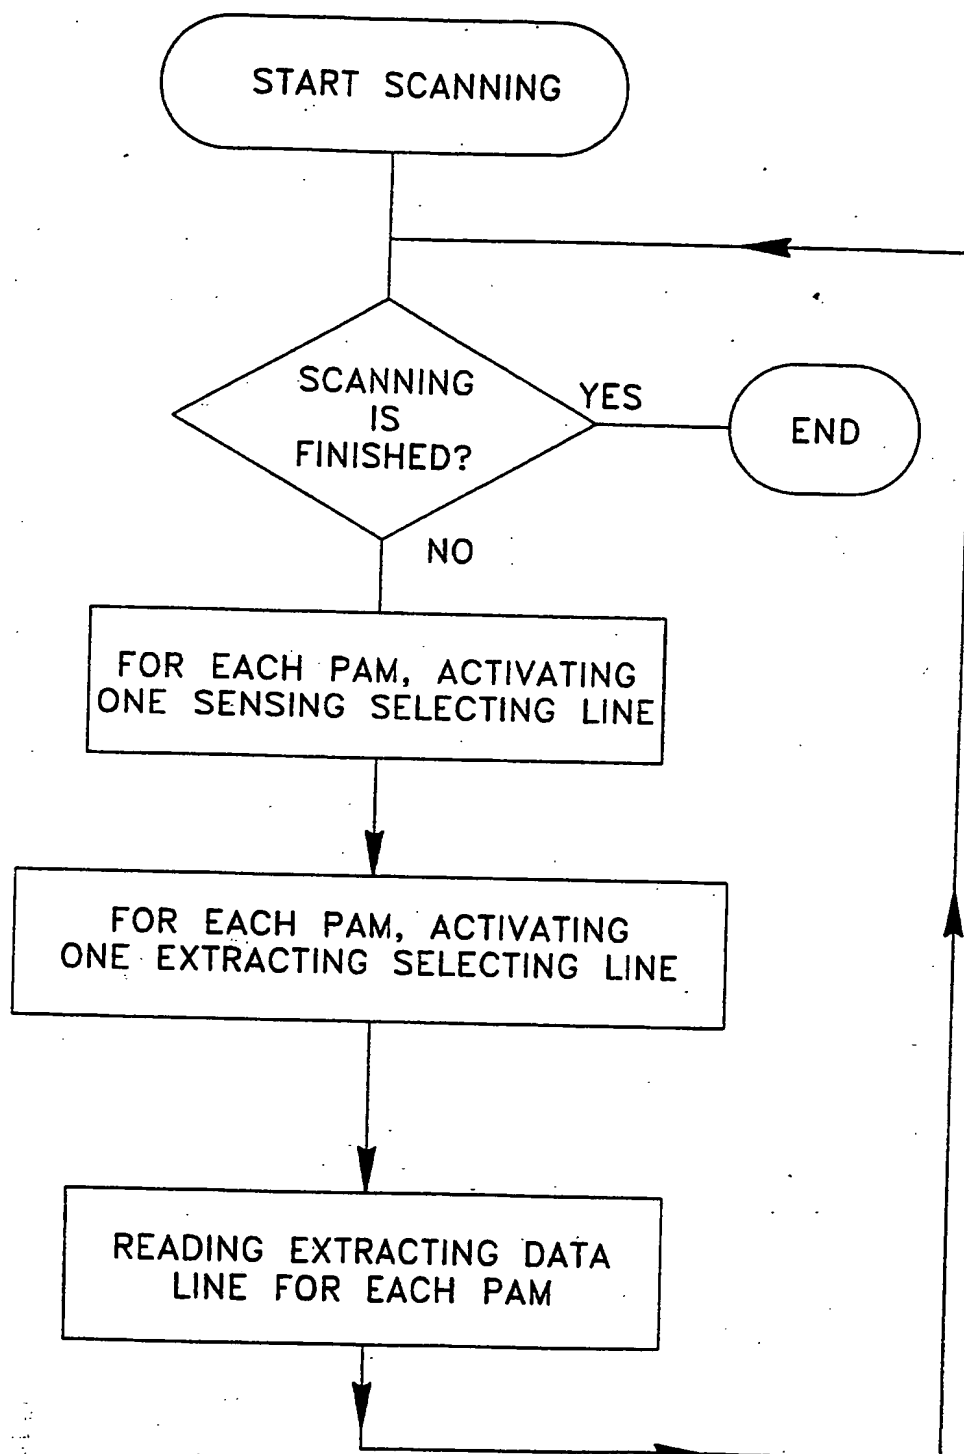 START SCANNING
SCANNING
IS
FINISHED?
YES
END
NO
FOR EACH PAM, ACTIVATING
ONE SENSING SELECTING LINE
FOR EACH PAM, ACTIVATING
ONE EXTRACTING SELECTING LINE
READING EXTRACTING DATA
LINE FOR EACH PAM